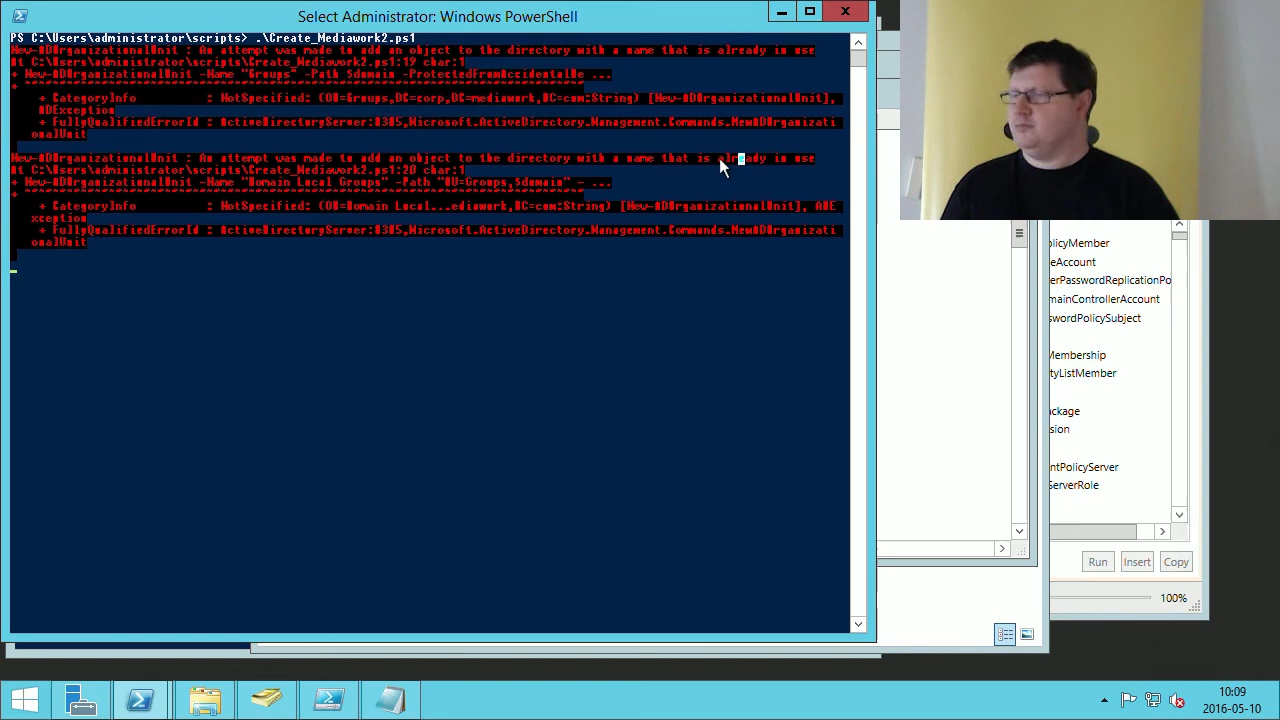 Select Administrator: Windows PowerShell
PS C:\Users\administrator\scripts> .\Create_Mediawork2.ps1
New-ADOrganizationalUnit : An attempt was made to add an object to the directory with a name that is already in use
At C:\Users\administrator\scripts\Create_Mediawork2.ps1:19 char:1
+ New-ADOrganizationalUnit -Name "Groups" -Path $domain -ProtectedFromAccidentalDe ...
+ ~~~~~~~~~~~~~~~~~~~~~~~~~~~~~~~~~~~~~~~~~~~~~~~~~~~~~~~~~~~~~~~~~~~~~~~~~~~~~~~~
+ CategoryInfo : NotSpecified: (OU=Groups,DC=corp,DC=mediawork,DC=com:String) [New-ADOrganizationalUnit],
ADException
+ FullyQualifiedErrorId : ActiveDirectoryServer:8305,Microsoft.ActiveDirectory.Management.Commands.NewADOrganizati
onalUnit
New-ADOrganizationalUnit : An attempt was made to add an object to the directory with a name that is already in use
At C:\Users\administrator\scripts\Create_Mediawork2.ps1:20 char:1
+ New-ADOrganizationalUnit -Name "Domain Local Groups" -Path "OU=Groups,$domain" - ...
+ ~~~~~~~~~~~~~~~~~~~~~~~~~~~~~~~~~~~~~~~~~~~~~~~~~~~~~~~~~~~~~~~~~~~~~~~~~~~~~~~~
+ CategoryInfo : NotSpecified: (OU=Domain Local...ediawork,DC=com:String) [New-ADOrganizationalUnit], ADE
xception
+ FullyQualifiedErrorId : ActiveDirectoryServer:8305,Microsoft.ActiveDirectory.Management.Commands.NewADOrganizati
onalUnit
olicyMember
eAccount
erPasswordReplicationPo
mainControllerAccount
swordPolicySubject
Membership
tyListMember
ckage
sion
ntPolicyServer
ServerRole
Run Insert Copy
100%
10:09
2016-05-10